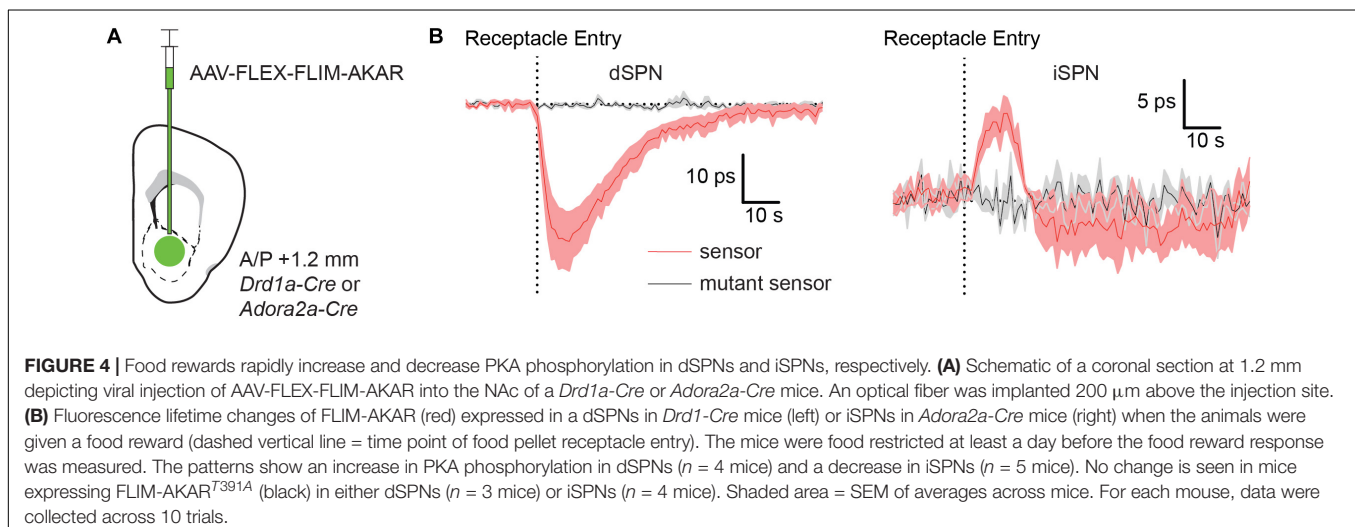 A
AAV-FLEX-FLIM-AKAR
A/P +1.2 mm
Drd1a-Cre or
Adora2a-Cre
B
Receptacle Entry
dSPN
10 ps
10 s
sensor
mutant sensor
Receptacle Entry
iSPN
5 ps
10 s
FIGURE 4 | Food rewards rapidly increase and decrease PKA phosphorylation in dSPNs and iSPNs, respectively. (A) Schematic of a coronal section at 1.2 mm
depicting viral injection of AAV-FLEX-FLIM-AKAR into the NAc of a Drd1a-Cre or Adora2a-Cre mice. An optical fiber was implanted 200 μm above the injection site.
(B) Fluorescence lifetime changes of FLIM-AKAR (red) expressed in a dSPNs in Drd1-Cre mice (left) or iSPNs in Adora2a-Cre mice (right) when the animals were
given a food reward (dashed vertical line = time point of food pellet receptacle entry). The mice were food restricted at least a day before the food reward response
was measured. The patterns show an increase in PKA phosphorylation in dSPNs (n = 4 mice) and a decrease in iSPNs (n = 5 mice). No change is seen in mice
expressing FLIM-AKART391A (black) in either dSPNs (n = 3 mice) or iSPNs (n = 4 mice). Shaded area = SEM of averages across mice. For each mouse, data were
collected across 10 trials.